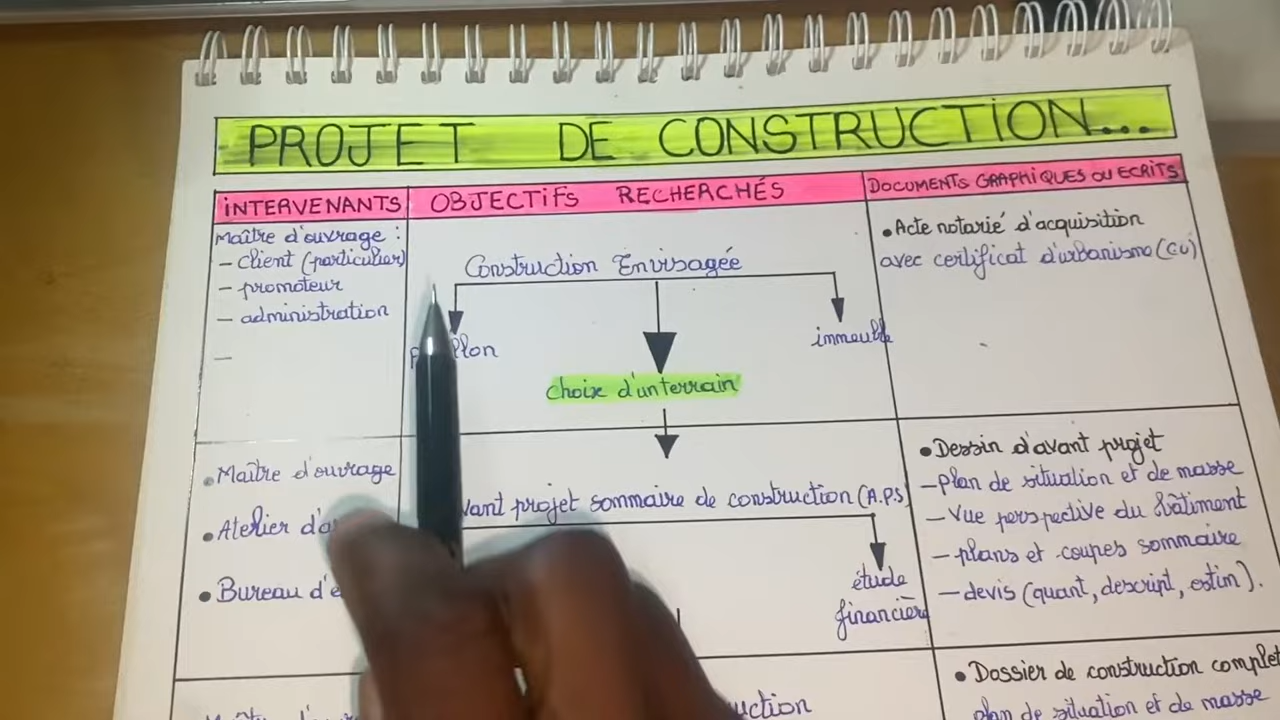 PROJET DE CONSTRUCTION...
INTERVENANTS
OBJECTIFS RECHERCHÉS
DOCUMENTS GRAPHIQUES OU ECRITS
Maître d'ouvrage :
- client (particulier)
- promoteur
- administration
-
Construction Envisagée
immeuble
choix d'un terrain
• Acte notarié d'acquisition
avec certificat d'urbanisme (CU)
• Maître d'ouvrage
• Atelier
• Bureau
projet sommaire de construction (A.P.S
étude
financière
• Dessin d'avant projet
- plan de situation et de masse
- Vue perspective du bâtiment
- plans et coupes sommaire
- devis (quant, descript, estim).
• Dossier de construction complet
plan de situation et de masse